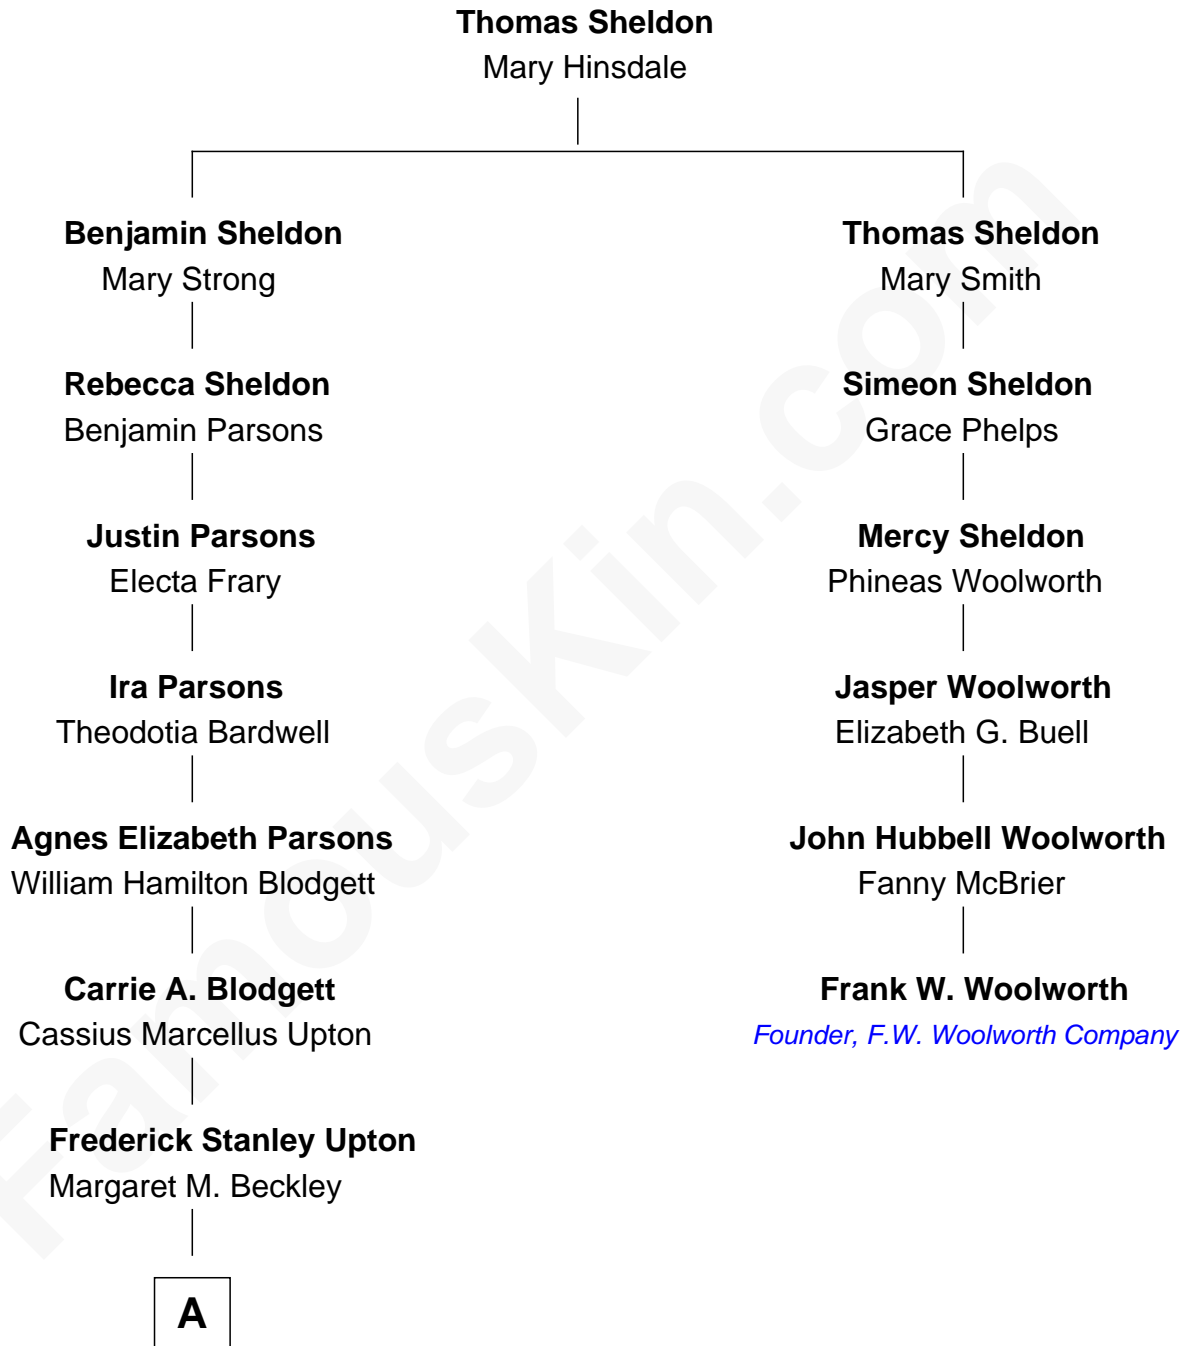 Thomas Sheldon
Mary Hinsdale
Benjamin Sheldon
Mary Strong
Thomas Sheldon
Mary Smith
Rebecca Sheldon
Benjamin Parsons
Simeon Sheldon
Grace Phelps
Justin Parsons
Electa Frary
Mercy Sheldon
Phineas Woolworth
Ira Parsons
Theodotia Bardwell
Jasper Woolworth
Elizabeth G. Buell
Agnes Elizabeth Parsons
William Hamilton Blodgett
John Hubbell Woolworth
Fanny McBrier
Carrie A. Blodgett
Cassius Marcellus Upton
Frank W. Woolworth
Founder, F.W. Woolworth Company
Frederick Stanley Upton
Margaret M. Beckley
A
FamousKin.com